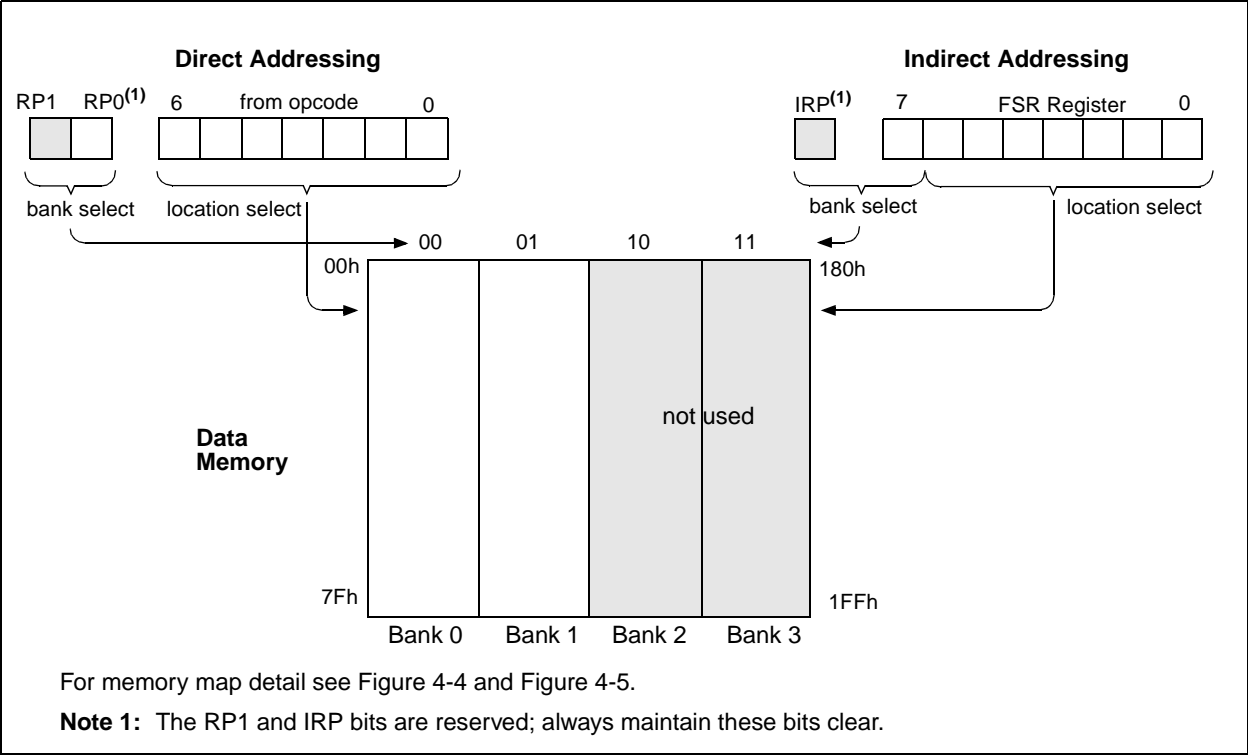 Direct Addressing
Indirect Addressing
RP1 RP0(1) 6 from opcode 0
IRP(1) 7 FSR Register 0
bank select location select
bank select location select
00 01 10 11
00h
180h
not used
Data
Memory
7Fh
1FFh
Bank 0 Bank 1 Bank 2 Bank 3
For memory map detail see Figure 4-4 and Figure 4-5.
Note 1: The RP1 and IRP bits are reserved; always maintain these bits clear.